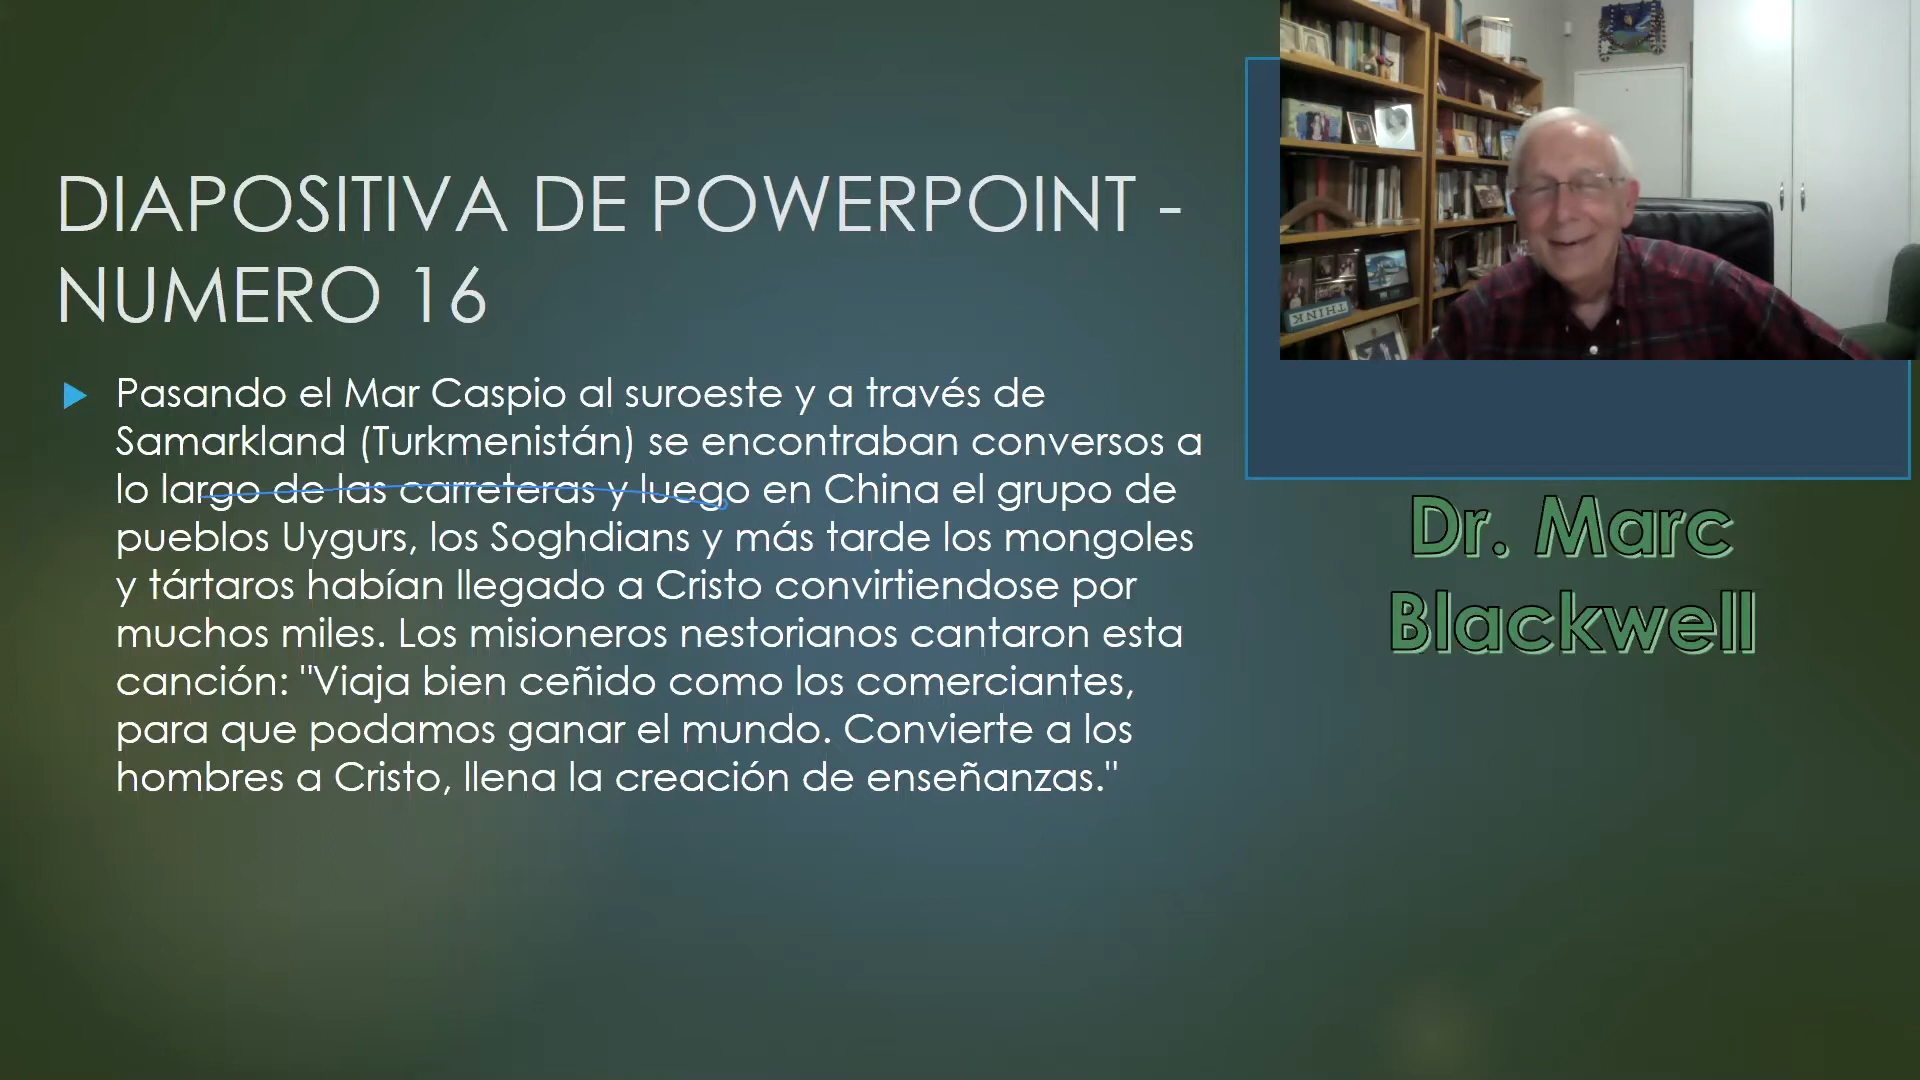 DIAPOSITIVA DE POWERPOINT -
NUMERO 16
Pasando el Mar Caspio al suroeste y a través de
Samarkland (Turkmenistán) se encontraban conversos a
lo largo de las carreteras y luego en China el grupo de
pueblos Uygurs, los Soghdians y más tarde los mongoles
y tártaros habían llegado a Cristo convirtiendose por
muchos miles. Los misioneros nestorianos cantaron esta
canción: "Viaja bien ceñido como los comerciantes,
para que podamos ganar el mundo. Convierte a los
hombres a Cristo, llena la creación de enseñanzas."
THINK
Dr. Marc
Blackwell